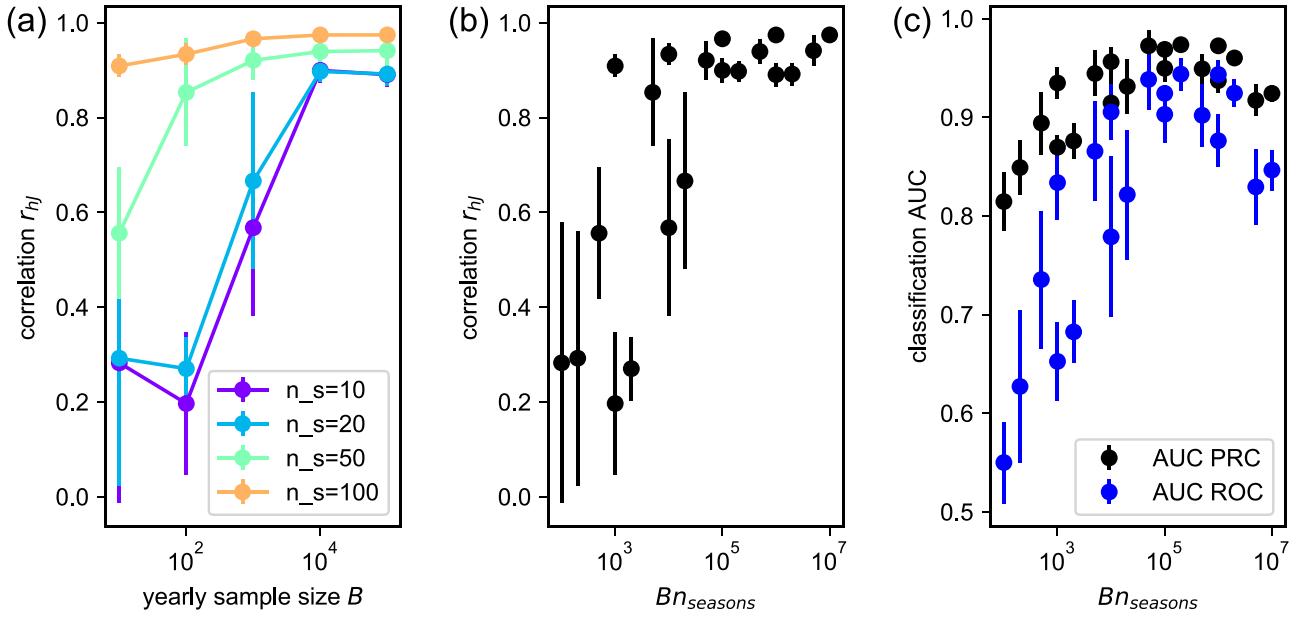 (a)
1.0
0.8
0.6
0.4
0.2
0.0
correlation r_hJ
10^2
10^4
yearly sample size B
n_s=10
n_s=20
n_s=50
n_s=100
(b)
1.0
0.8
0.6
0.4
0.2
0.0
correlation r_hJ
10^3
10^5
10^7
Bn_seasons
(c)
1.0
0.9
0.8
0.7
0.6
0.5
classification AUC
10^3
10^5
10^7
Bn_seasons
AUC PRC
AUC ROC